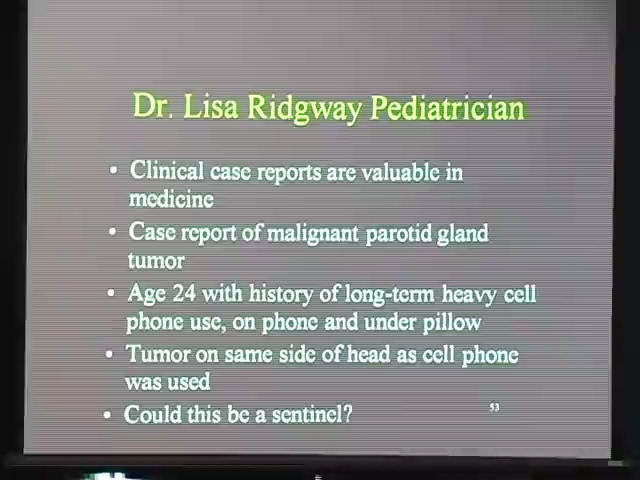 Dr. Lisa Ridgway Pediatrician
• Clinical case reports are valuable in
medicine
• Case report of malignant parotid gland
tumor
• Age 24 with history of long-term heavy cell
phone use, on phone and under pillow
• Tumor on same side of head as cell phone
was used
• Could this be a sentinel?
53